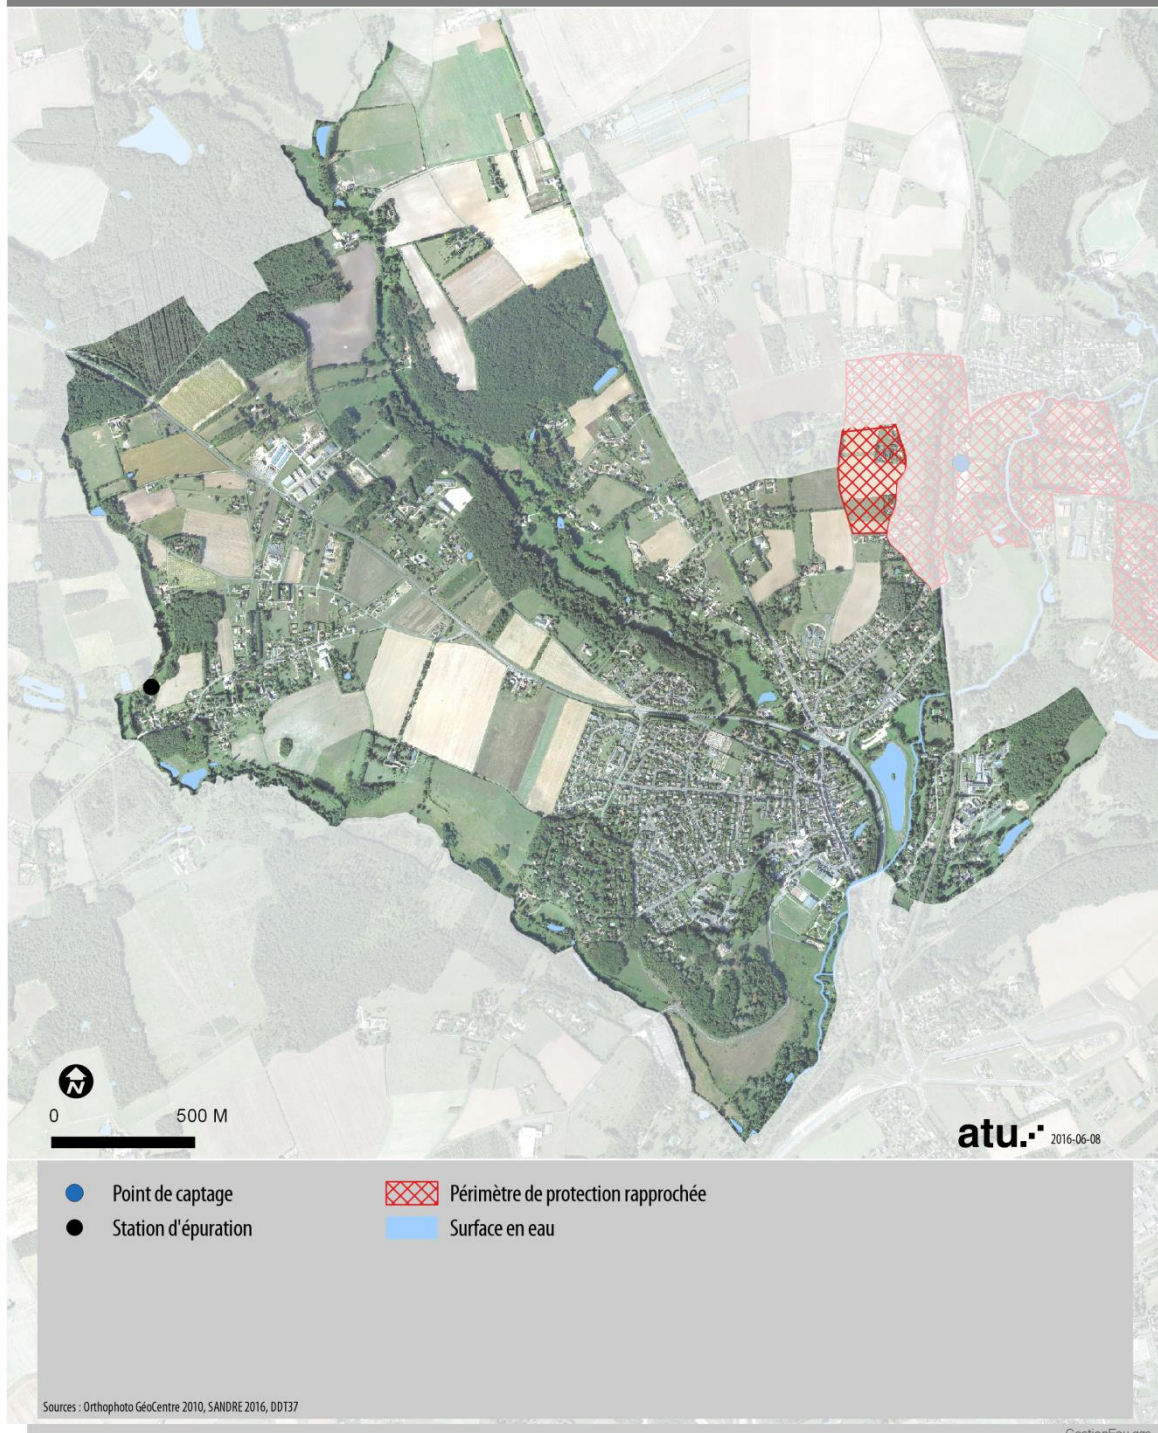 N
0 500 M
atu. 2016-06-08
Point de captage
Périmètre de protection rapprochée
Station d'épuration
Surface en eau
Sources : Orthophoto GéoCentre 2010, SANDRE 2016, DDT37